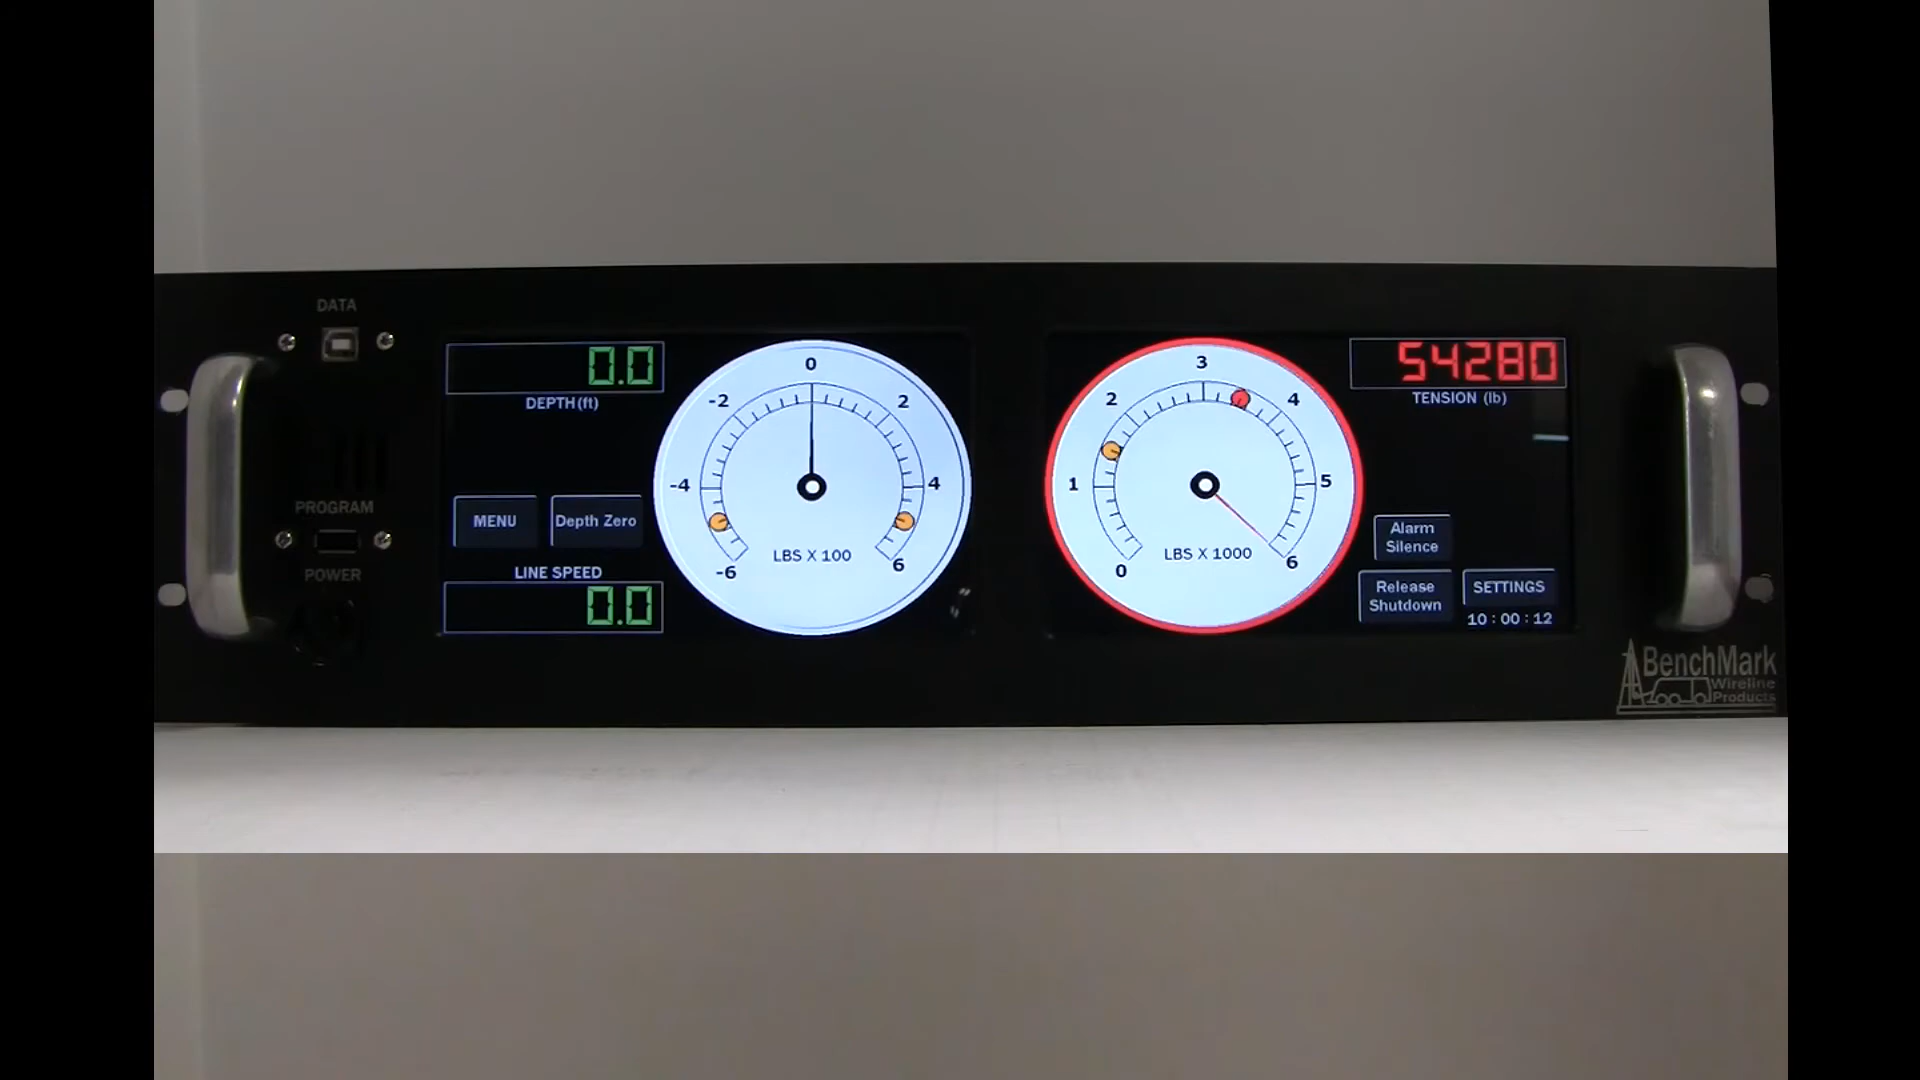 DATA
PROGRAM
POWER
0.0
DEPTH (ft)
MENU
Depth Zero
LINE SPEED
0.0
0
-2
2
-4
4
LBS X 100
-6
6
3
2
4
1
5
LBS X 1000
0
6
54280
TENSION (lb)
Alarm
Silence
Release
Shutdown
SETTINGS
10:00:12
BenchMark
Wireline
Products